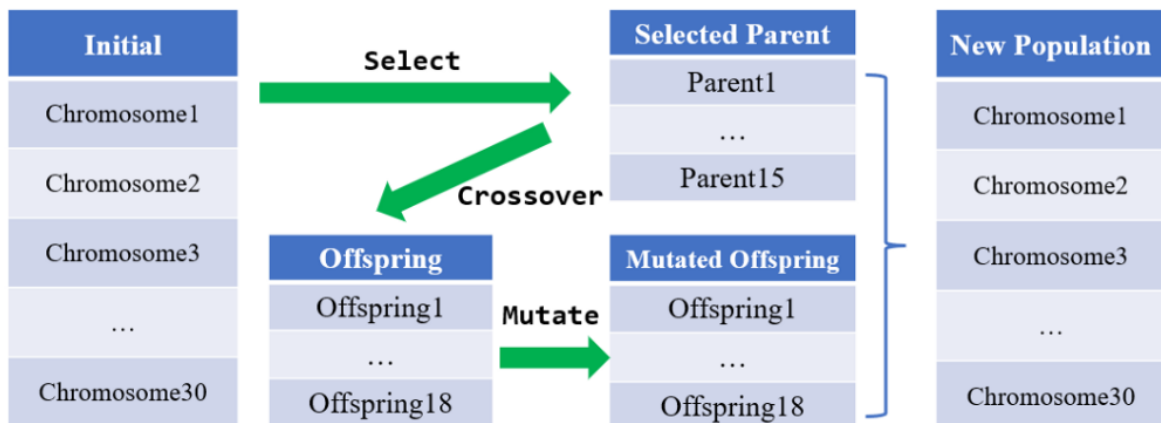 Initial
Chromosome1
Chromosome2
Chromosome3
…
Chromosome30
Select
Selected Parent
Parent1
…
Parent15
Crossover
Offspring
Offspring1
…
Offspring18
Mutate
Mutated Offspring
Offspring1
…
Offspring18
New Population
Chromosome1
Chromosome2
Chromosome3
…
Chromosome30